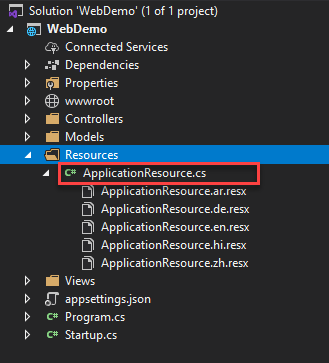 Solution 'WebDemo' (1 of 1 project)
WebDemo
Connected Services
Dependencies
Properties
wwwroot
Controllers
Models
Resources
C# ApplicationResource.cs
ApplicationResource.ar.resx
ApplicationResource.de.resx
ApplicationResource.en.resx
ApplicationResource.hi.resx
ApplicationResource.zh.resx
Views
appsettings.json
C# Program.cs
C# Startup.cs